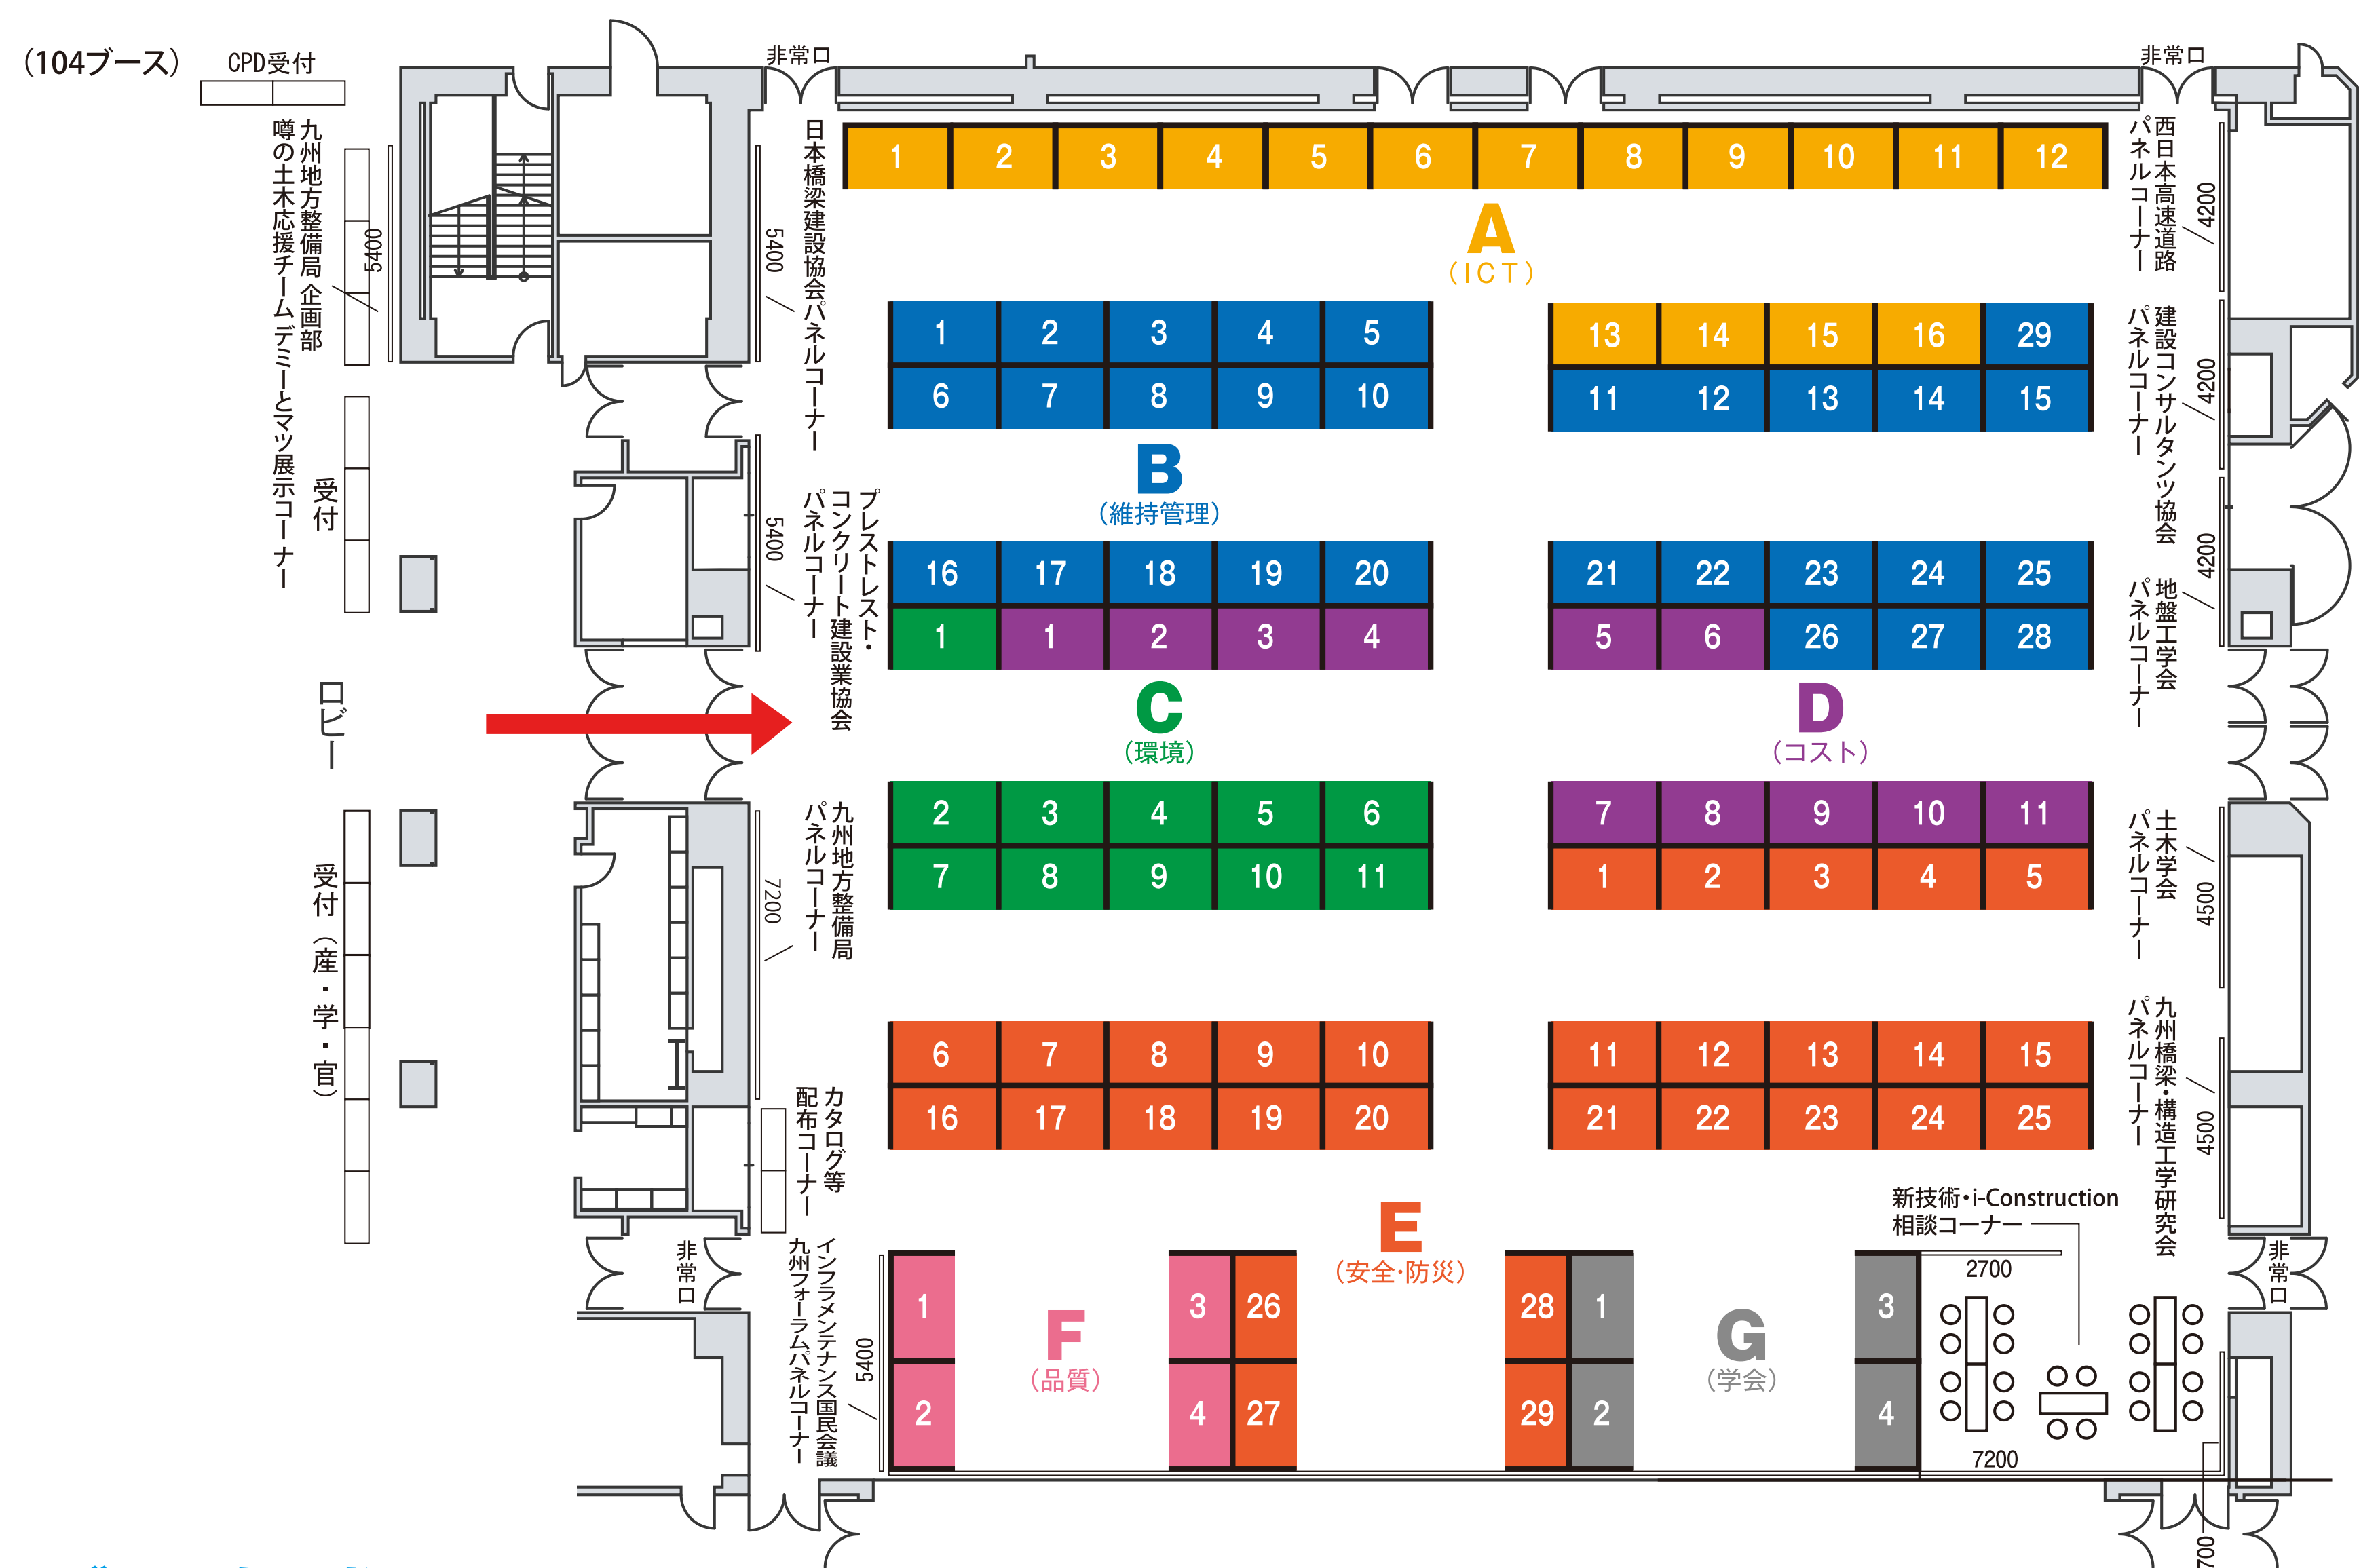 (104ブース)
CPD受付
非常口
非常口
九州地方整備局 企画部
噂の土木応援チーム デミーとマツ展示コーナー
5400
5400
日本橋梁建設協会パネルコーナー
1 2 3 4 5 6 7 8 9 10 11 12
A
(ICT)
西日本高速道路
パネルコーナー
4200
1 2 3 4 5
6 7 8 9 10
13 14 15 16 29
11 12 13 14 15
建設コンサルタンツ協会
パネルコーナー
4200
B
(維持管理)
受付
5400
プレストレスト・
コンクリート建設業協会
パネルコーナー
16 17 18 19 20
1 1 2 3 4
21 22 23 24 25
5 6 26 27 28
4200
地盤工学会
パネルコーナー
ロビー
C
(環境)
D
(コスト)
受付(産・学・官)
7200
九州地方整備局
パネルコーナー
2 3 4 5 6
7 8 9 10 11
7 8 9 10 11
1 2 3 4 5
土木学会
パネルコーナー
4500
6 7 8 9 10
16 17 18 19 20
11 12 13 14 15
21 22 23 24 25
九州橋梁・構造工学研究会
パネルコーナー
4500
カタログ等
配布コーナー
非常口
E
(安全・防災)
新技術・i-Construction
相談コーナー
2700
非常口
インフラメンテナンス国民会議
九州フォーラムパネルコーナー
5400
1
2
F
(品質)
3 26
4 27
28 1
29 2
G
(学会)
3
4
7200
700